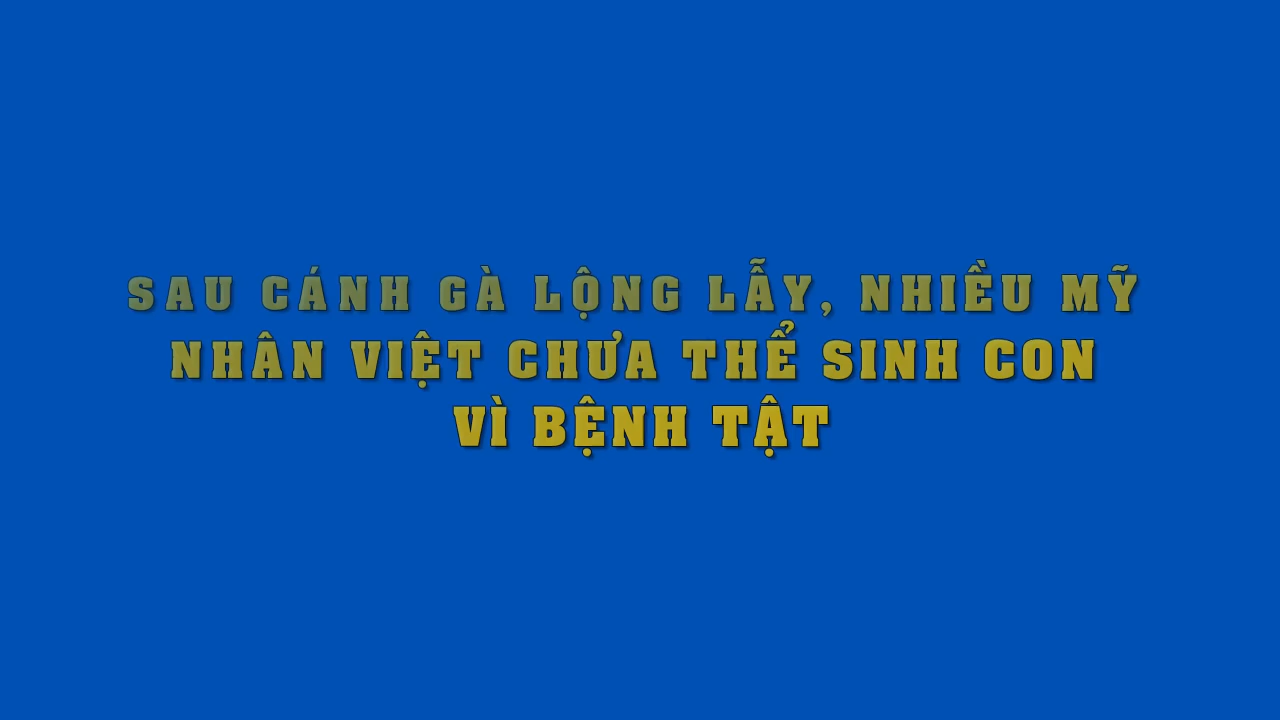 SAU CÁNH GÀ LỘNG LẪY, NHIỀU MỸ
NHÂN VIỆT CHƯA THỂ SINH CON
VÌ BỆNH TẬT